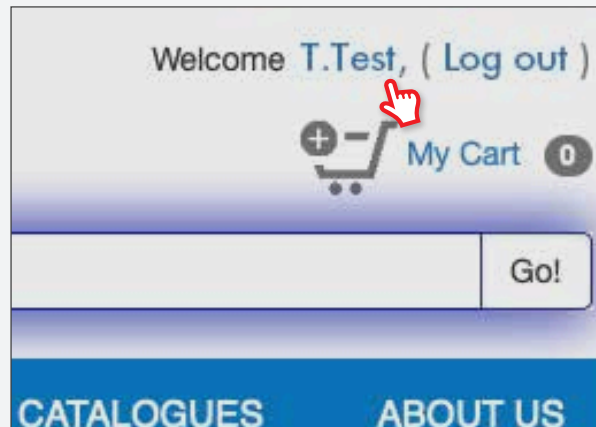 Welcome T.Test, ( Log out )
My Cart 0
Go!
CATALOGUES ABOUT US